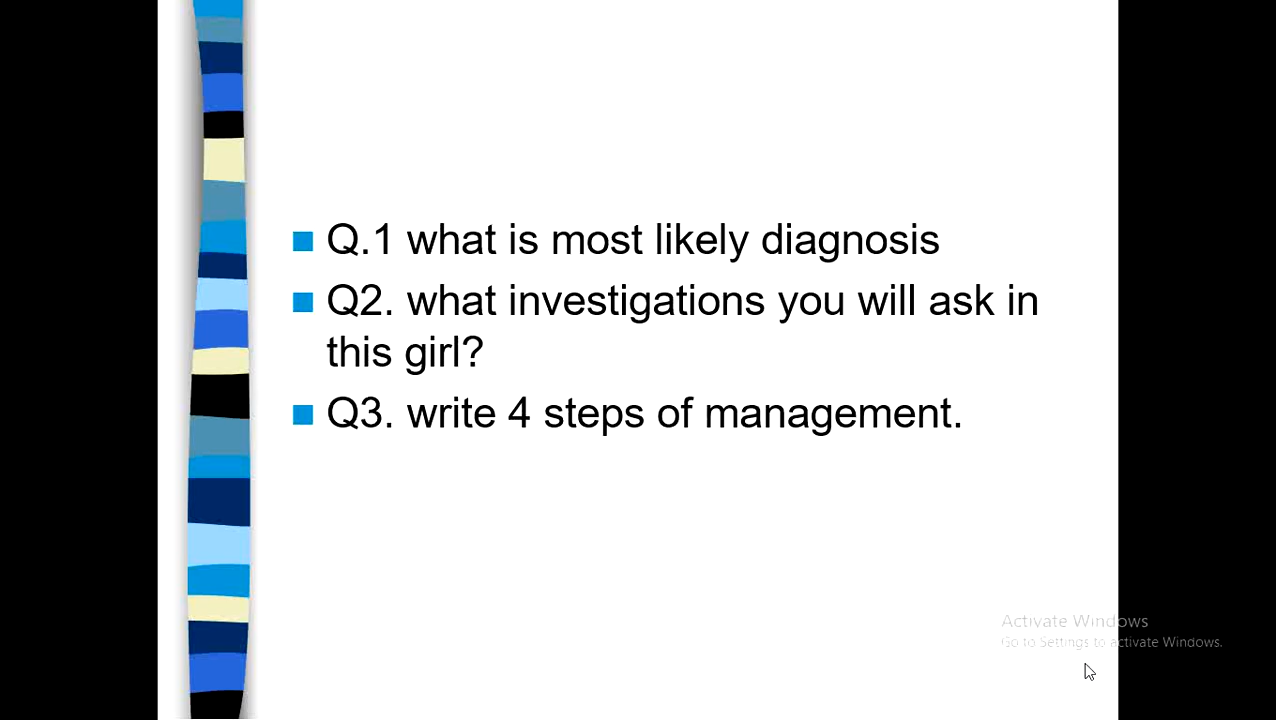 Q.1 what is most likely diagnosis
Q2. what investigations you will ask in
this girl?
Q3. write 4 steps of management.
Activate Windows
Go to Settings to activate Windows.